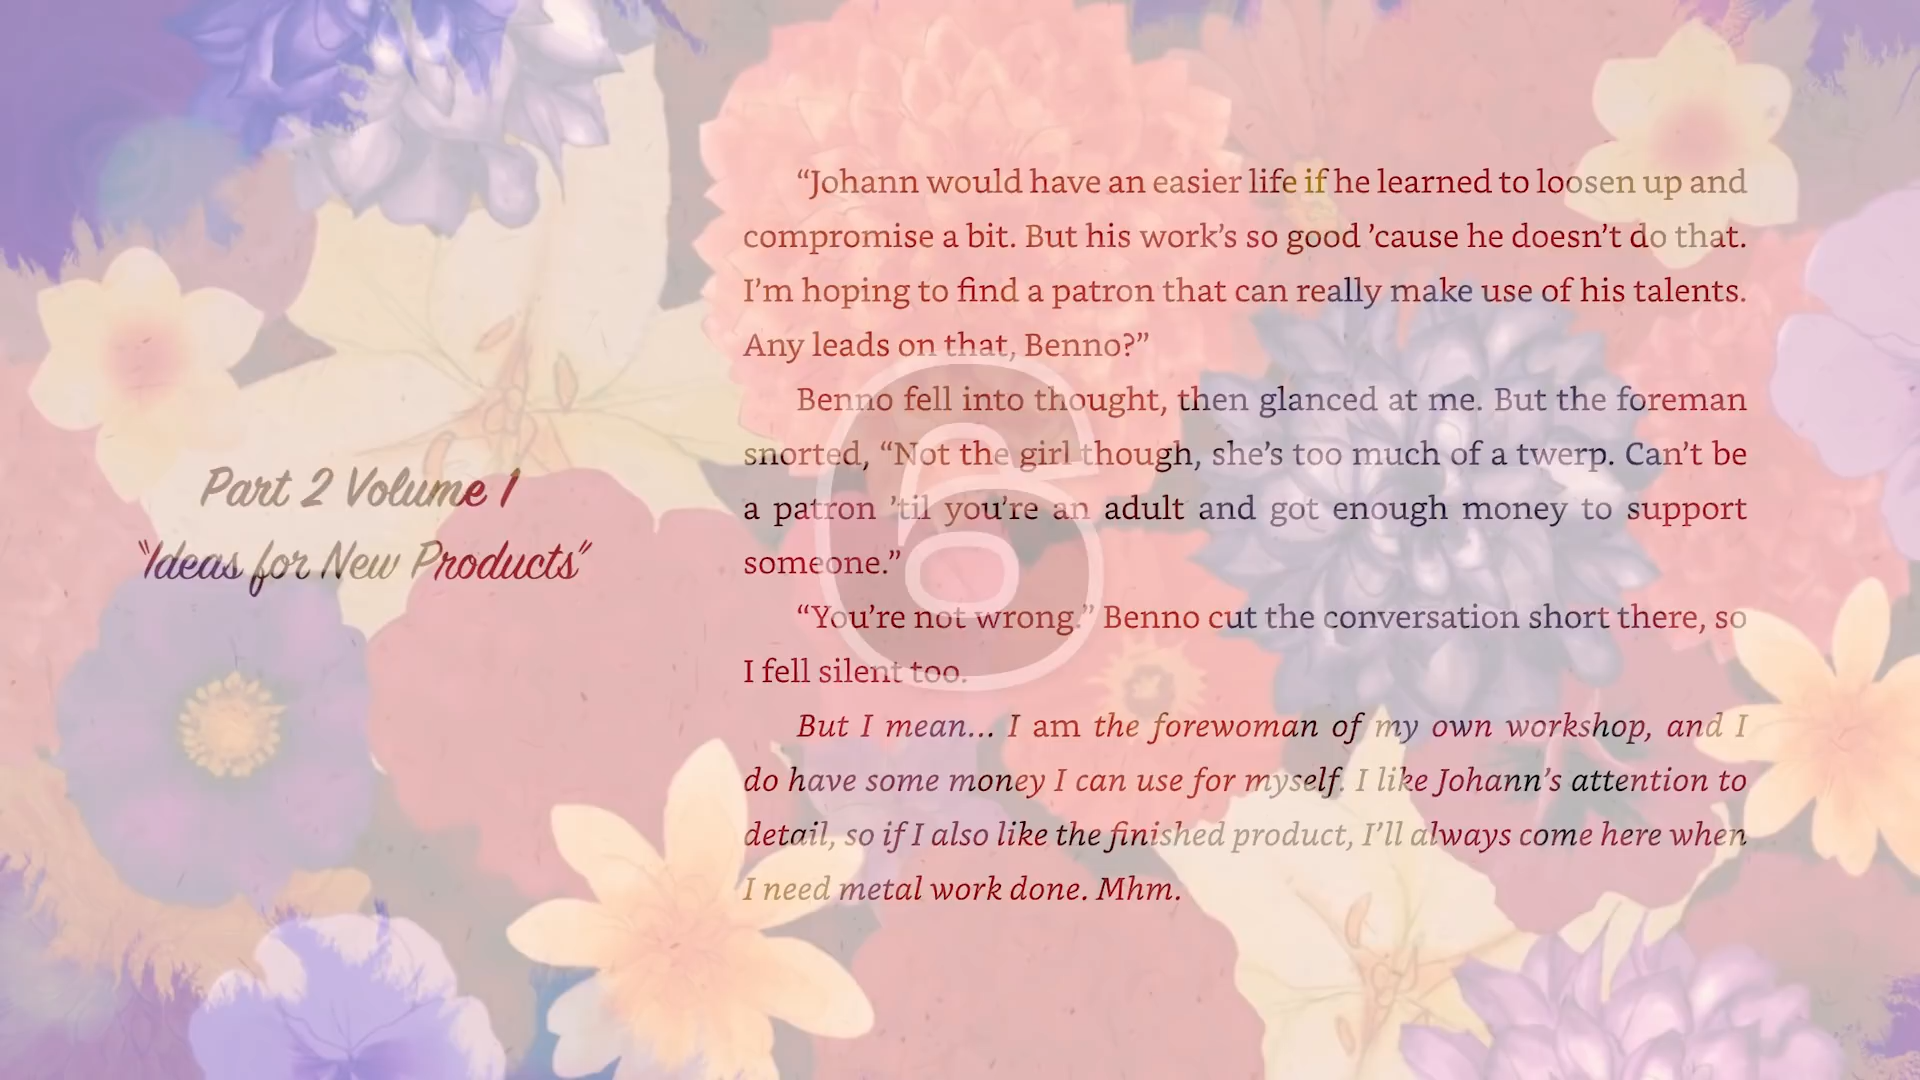 Part 2 Volume 1
"Ideas for New Products"
“Johann would have an easier life if he learned to loosen up and
compromise a bit. But his work’s so good ’cause he doesn’t do that.
I’m hoping to find a patron that can really make use of his talents.
Any leads on that, Benno?”
Benno fell into thought, then glanced at me. But the foreman
snorted, “Not the girl though, she’s too much of a twerp. Can’t be
a patron ’til you’re an adult and got enough money to support
someone.”
“You’re not wrong.” Benno cut the conversation short there, so
I fell silent too.
But I mean... I am the forewoman of my own workshop, and I
do have some money I can use for myself. I like Johann’s attention to
detail, so if I also like the finished product, I’ll always come here when
I need metal work done. Mhm.
6